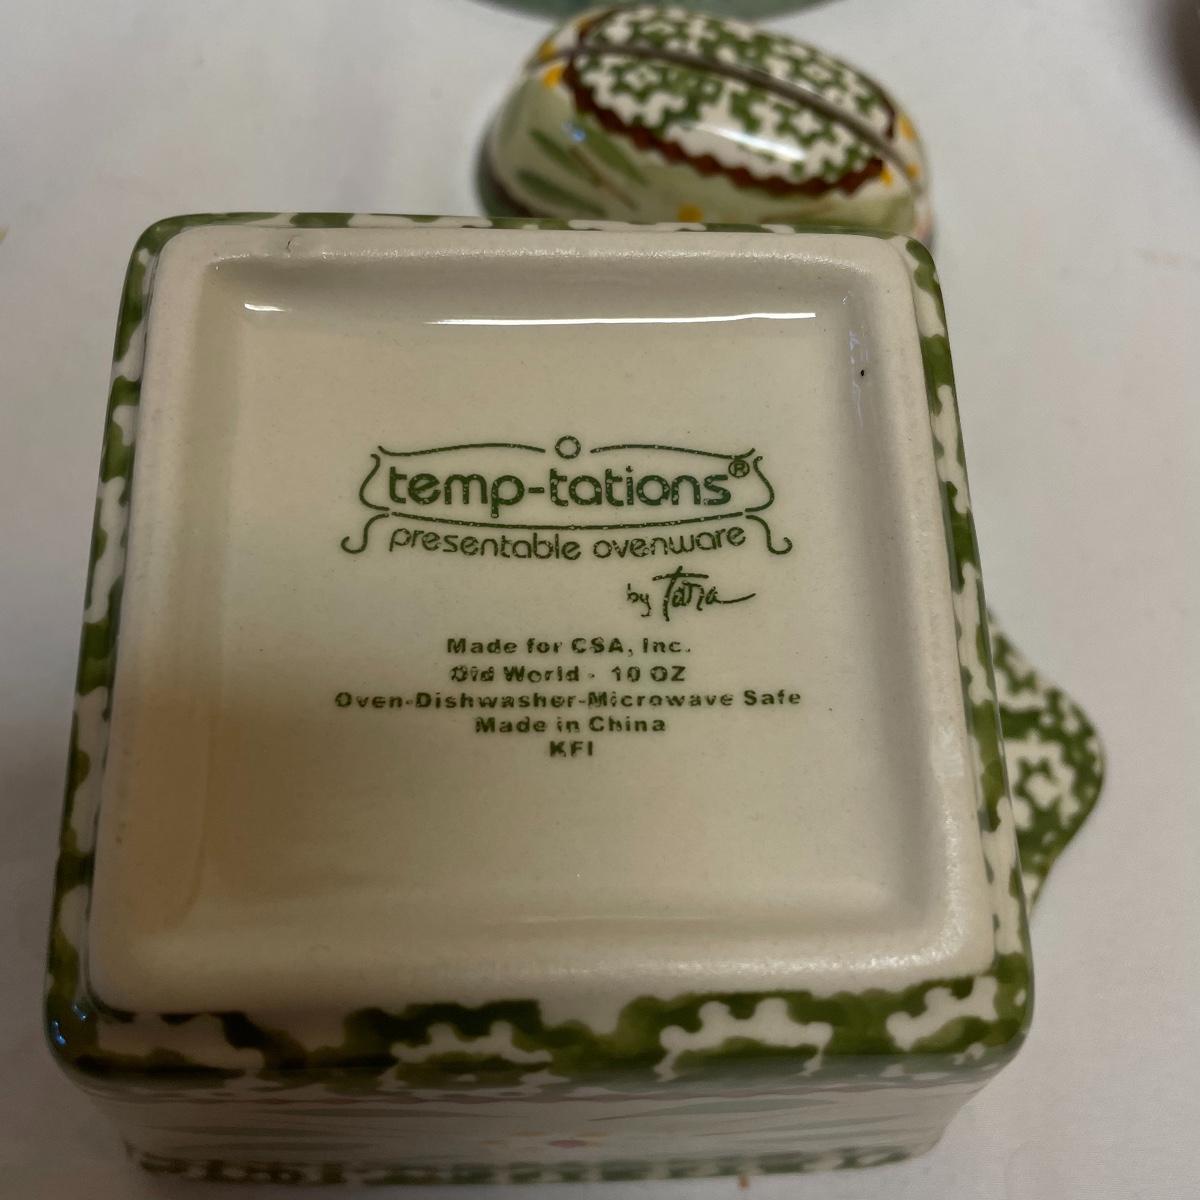 temp-tations®
presentable ovenware
by Tara
Made for CSA, Inc.
Old World - 10 OZ
Oven-Dishwasher-Microwave Safe
Made in China
KFI